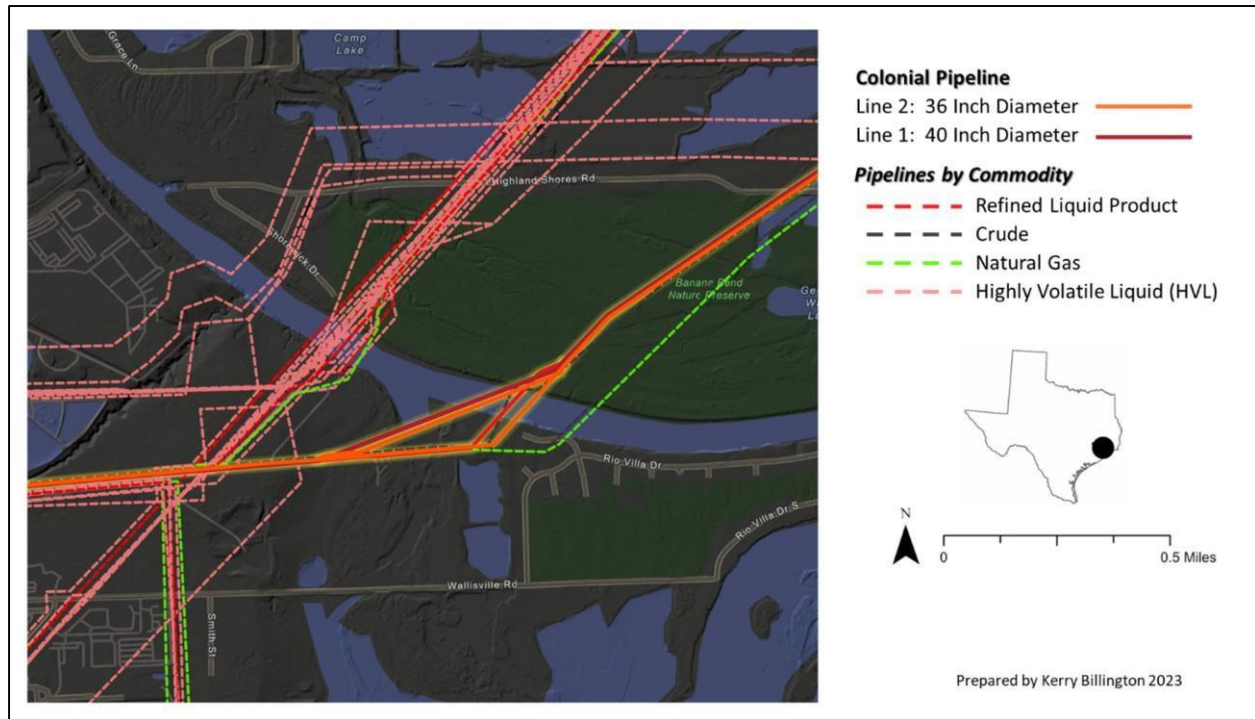 Grace Ln
Camp
Lake
Highland Shores Rd
Banana Bend
Nature Preserve
Rio Villa Dr
Rio Villa Dr S
Wallisville Rd
Smith St
Colonial Pipeline
Line 2: 36 Inch Diameter
Line 1: 40 Inch Diameter
Pipelines by Commodity
Refined Liquid Product
Crude
Natural Gas
Highly Volatile Liquid (HVL)
N
0
0.5 Miles
Prepared by Kerry Billington 2023